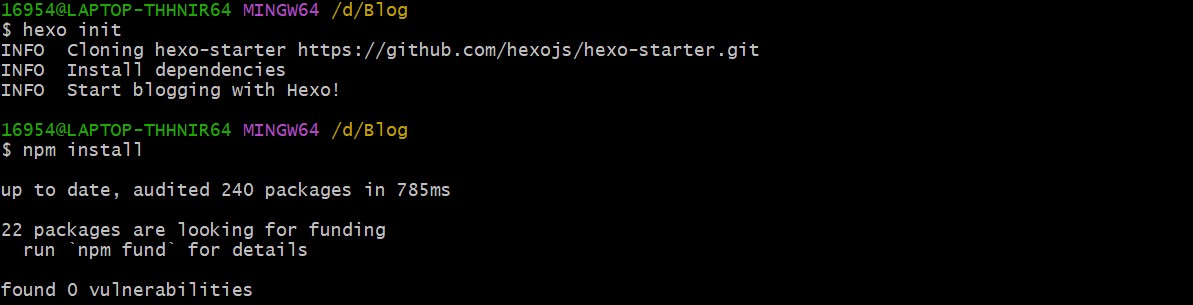 16954@LAPTOP-THHNIR64 MINGW64 /d/Blog
$ hexo init
INFO  Cloning hexo-starter https://github.com/hexojs/hexo-starter.git
INFO  Install dependencies
INFO  Start blogging with Hexo!
16954@LAPTOP-THHNIR64 MINGW64 /d/Blog
$ npm install
up to date, audited 240 packages in 785ms
22 packages are looking for funding
  run `npm fund` for details
found 0 vulnerabilities